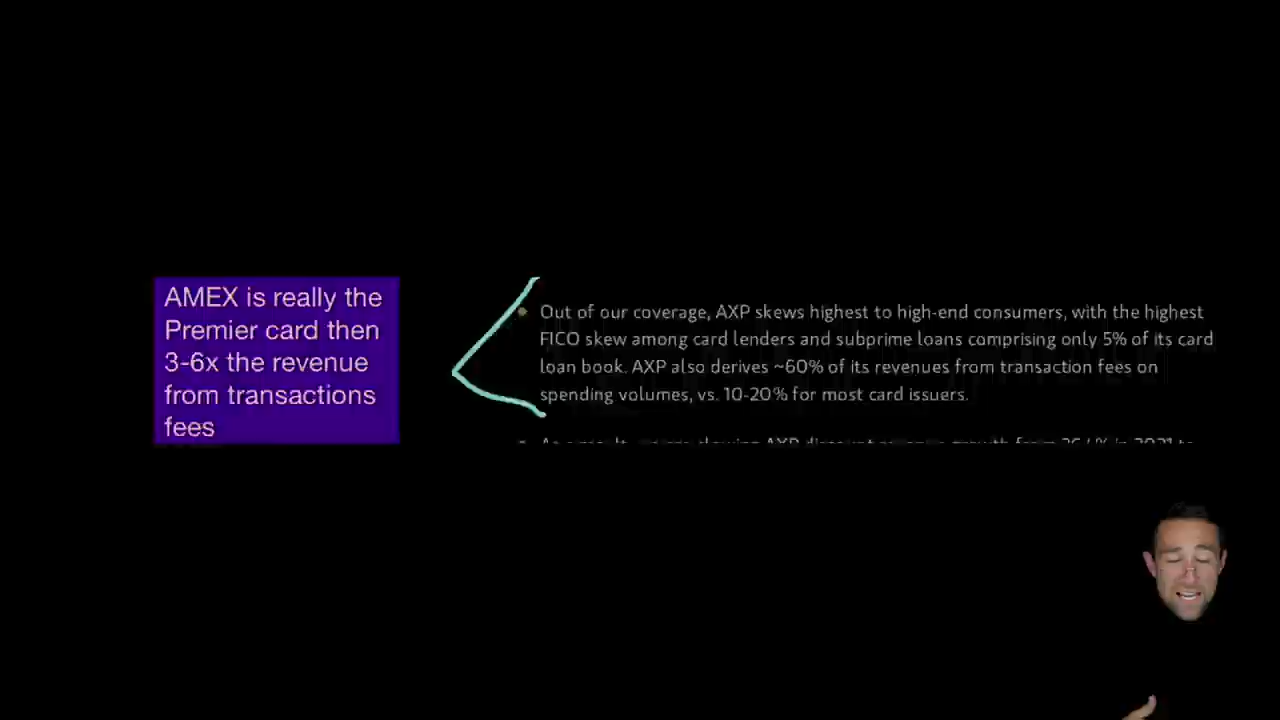 AMEX is really the
Premier card then
3-6x the revenue
from transactions
fees
Out of our coverage, AXP skews highest to high-end consumers, with the highest
FICO skew among card lenders and subprime loans comprising only 5% of its card
loan book. AXP also derives ~60% of its revenues from transaction fees on
spending volumes, vs. 10-20% for most card issuers.